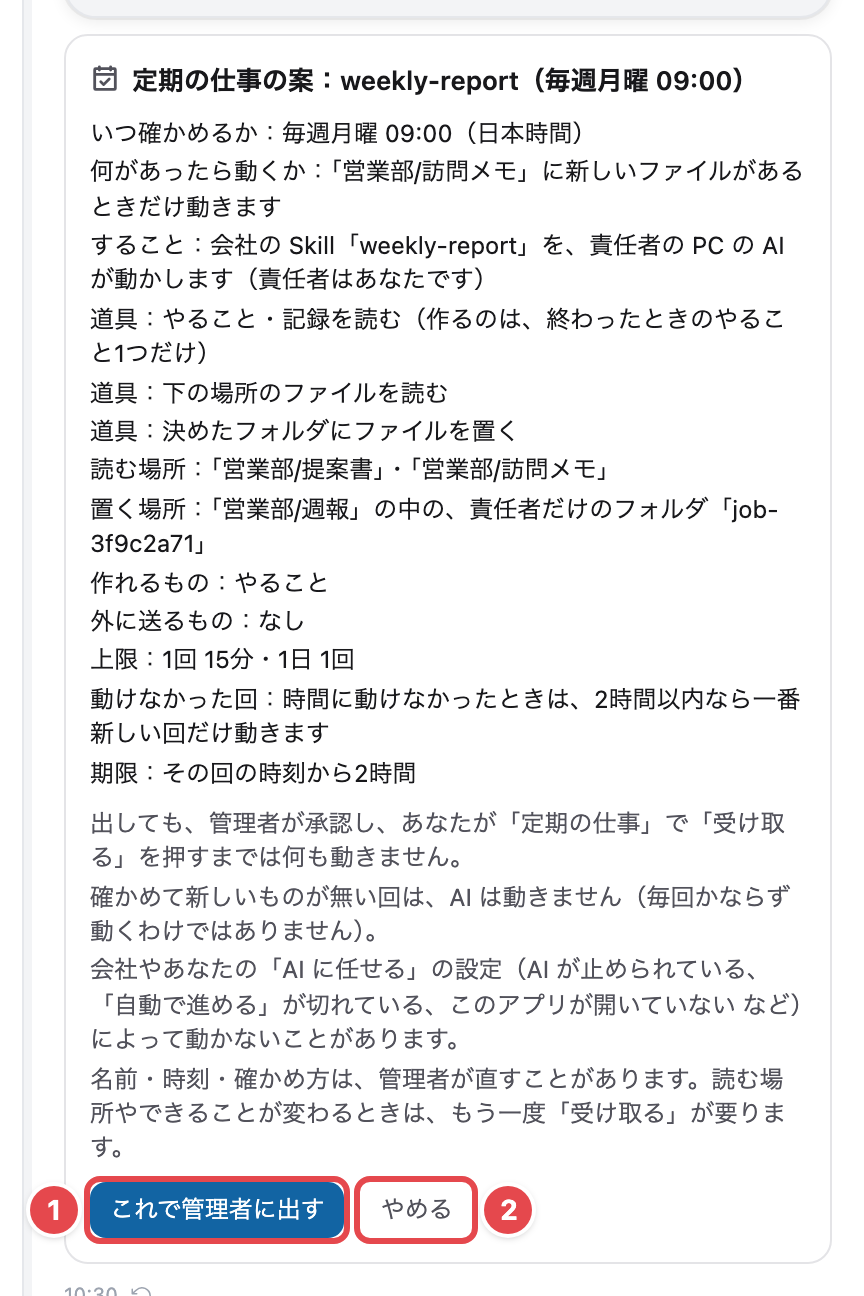 定期の仕事の案：weekly-report（毎週月曜 09:00）
いつ確かめるか：毎週月曜 09:00（日本時間）
何があったら動くか：「営業部/訪問メモ」に新しいファイルがある
ときだけ動きます
すること：会社の Skill「weekly-report」を、責任者の PC の AI
が動かします（責任者はあなたです）
道具：やること・記録を読む（作るのは、終わったときのやるこ
と1つだけ）
道具：下の場所のファイルを読む
道具：決めたフォルダにファイルを置く
読む場所：「営業部/提案書」・「営業部/訪問メモ」
置く場所：「営業部/週報」の中の、責任者だけのフォルダ「job-
3f9c2a71」
作れるもの：やること
外に送るもの：なし
上限：1回 15分・1日 1回
動けなかった回：時間に動けなかったときは、2時間以内なら一番
新しい回だけ動きます
期限：その回の時刻から2時間
出しても、管理者が承認し、あなたが「定期の仕事」で「受け取
る」を押すまでは何も動きません。
確かめて新しいものが無い回は、AI は動きません（毎回かならず
動くわけではありません）。
会社やあなたの「AI に任せる」の設定（AI が止められている、
「自動で進める」が切れている、このアプリが開いていない など）
によって動かないことがあります。
名前・時刻・確かめ方は、管理者が直すことがあります。読む場
所やできることが変わるときは、もう一度「受け取る」が要りま
す。
1 これで管理者に出す やめる 2
10:30